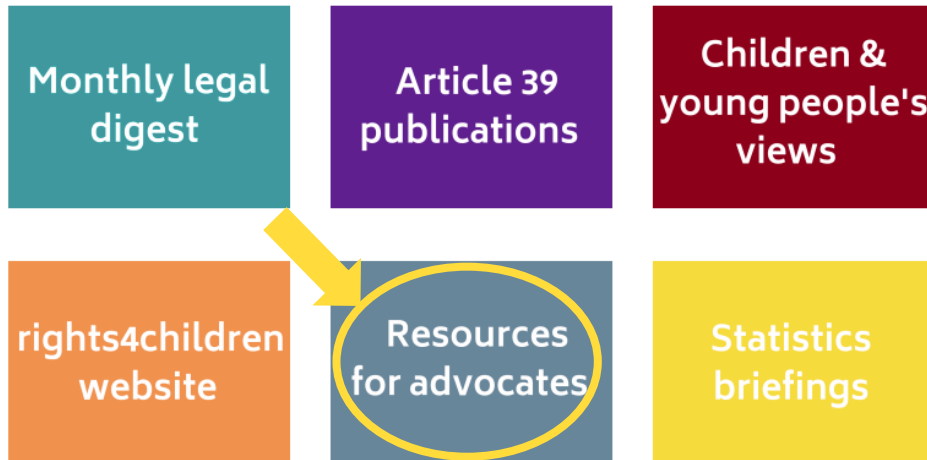 Monthly legal
digest
Article 39
publications
Children &
young people's
views
rights4children
website
Resources
for advocates
Statistics
briefings